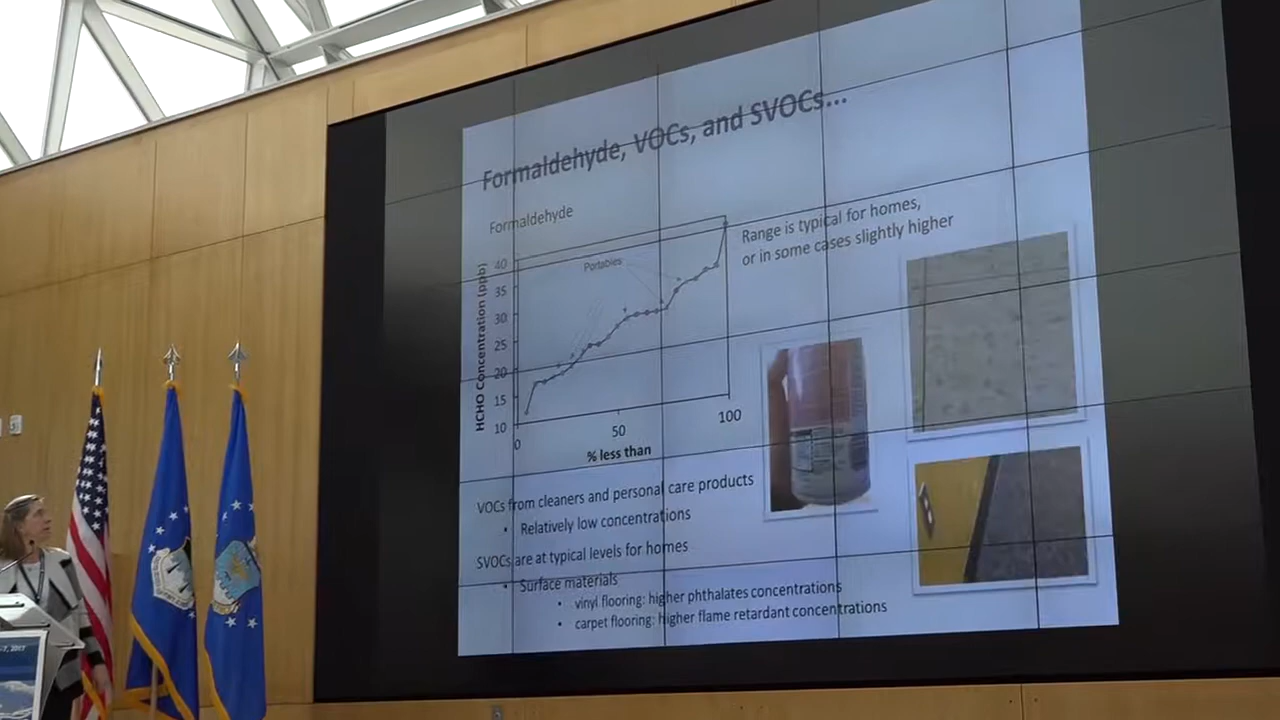 Formaldehyde, VOCs, and SVOCs...
Formaldehyde
Range is typical for homes,
or in some cases slightly higher
Portables
HCHO Concentration (ppb)
40
35
30
25
20
15
10
0
50
100
% less than
VOCs from cleaners and personal care products
• Relatively low concentrations
SVOCs are at typical levels for homes
• Surface materials
• vinyl flooring: higher phthalates concentrations
• carpet flooring: higher flame retardant concentrations
-7, 2017